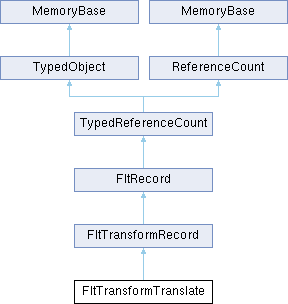 MemoryBase MemoryBase
TypedObject ReferenceCount
TypedReferenceCount
FltRecord
FltTransformRecord
FltTransformTranslate